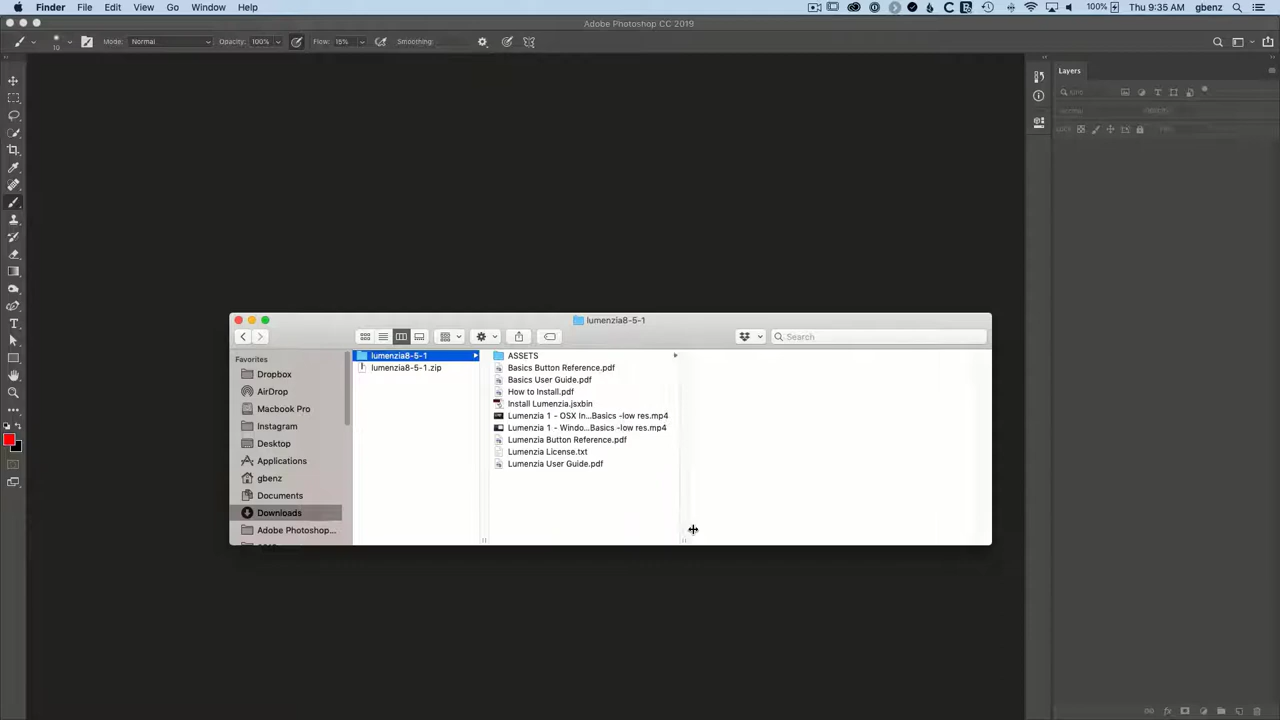 Finder File Edit View Go Window Help
100% Thu 9:35 AM gbenz
Adobe Photoshop CC 2019
10 Mode: Normal Opacity: 100% Flow: 15% Smoothing:
Layers
Kind
Normal
Lock:
lumenzia8-5-1
Search
Favorites
Dropbox
AirDrop
Macbook Pro
Instagram
Desktop
Applications
gbenz
Documents
Downloads
Adobe Photoshop...
lumenzia8-5-1
lumenzia8-5-1.zip
ASSETS
Basics Button Reference.pdf
Basics User Guide.pdf
How to Install.pdf
Install Lumenzia.jsxbin
Lumenzia 1 - OSX In...Basics -low res.mp4
Lumenzia 1 - Windo...Basics -low res.mp4
Lumenzia Button Reference.pdf
Lumenzia License.txt
Lumenzia User Guide.pdf